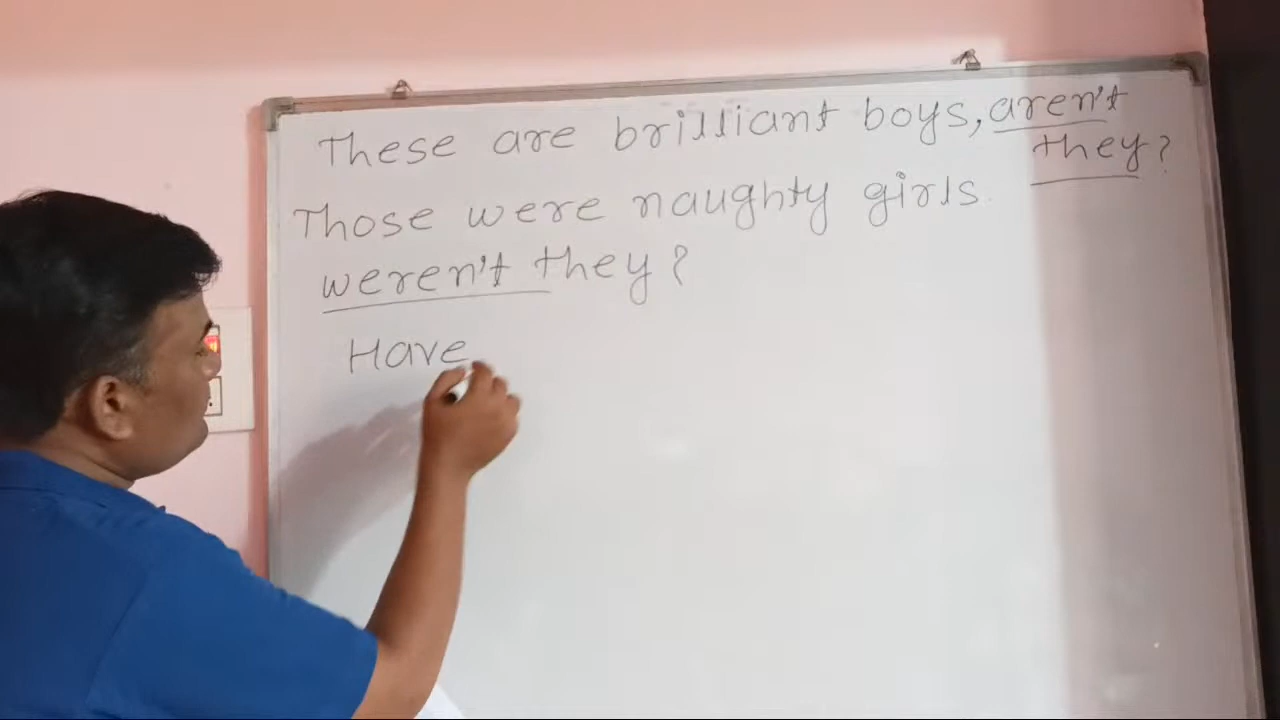 These are brilliant boys, aren't
they?
Those were naughty girls.
weren't they?
Have